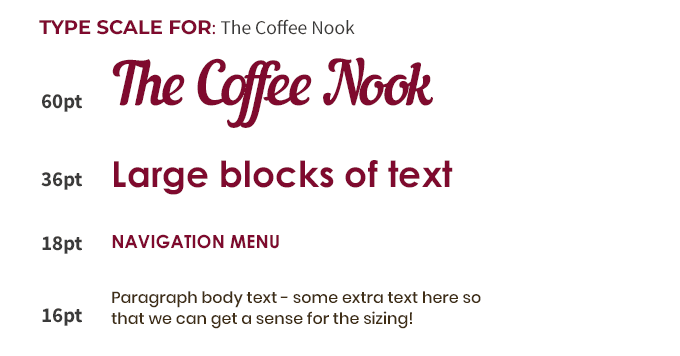 TYPE SCALE FOR: The Coffee Nook
60pt The Coffee Nook
36pt Large blocks of text
18pt NAVIGATION MENU
16pt Paragraph body text - some extra text here so
that we can get a sense for the sizing!